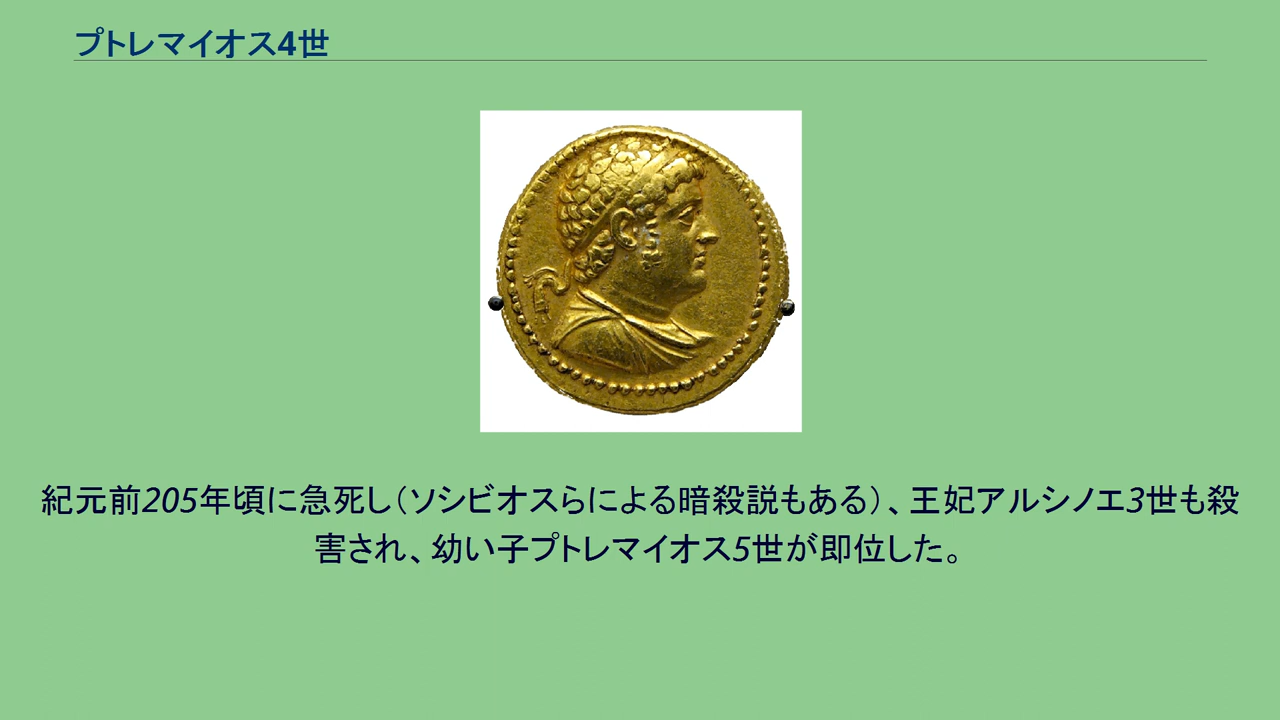 プトレマイオス4世
紀元前205年頃に急死し（ソシビオスらによる暗殺説もある）、王妃アルシノエ3世も殺
害され、幼い子プトレマイオス5世が即位した。